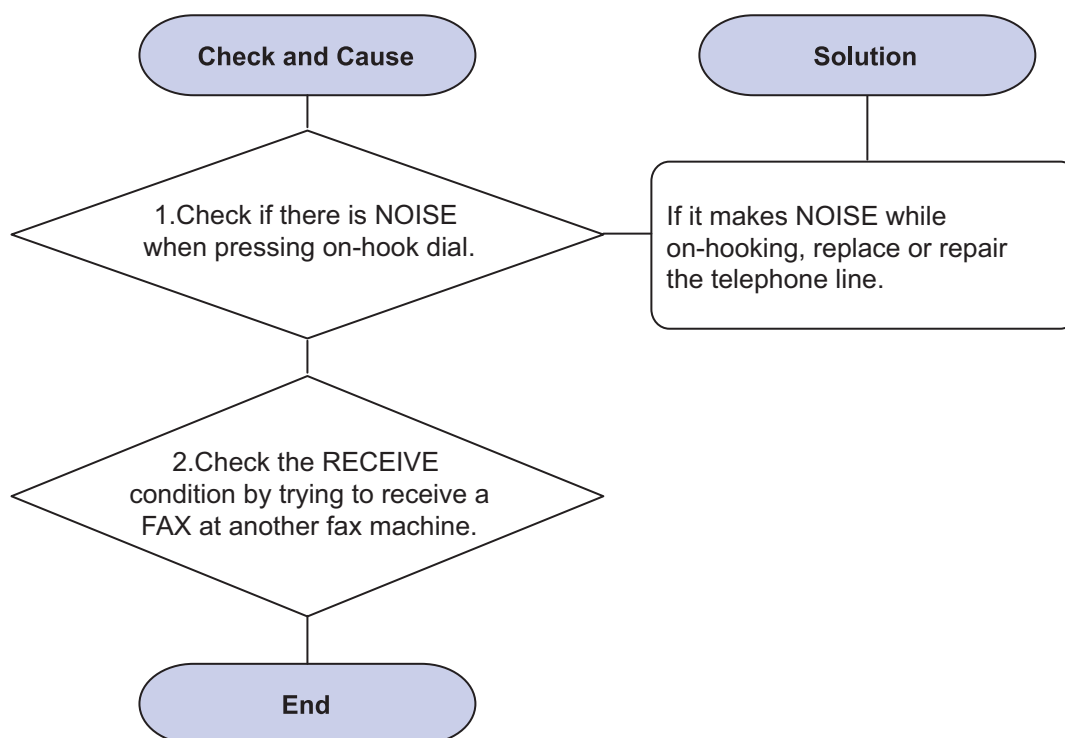 Check and Cause
Solution
1.Check if there is NOISE
when pressing on-hook dial.
If it makes NOISE while
on-hooking, replace or repair
the telephone line.
2.Check the RECEIVE
condition by trying to receive a
FAX at another fax machine.
End